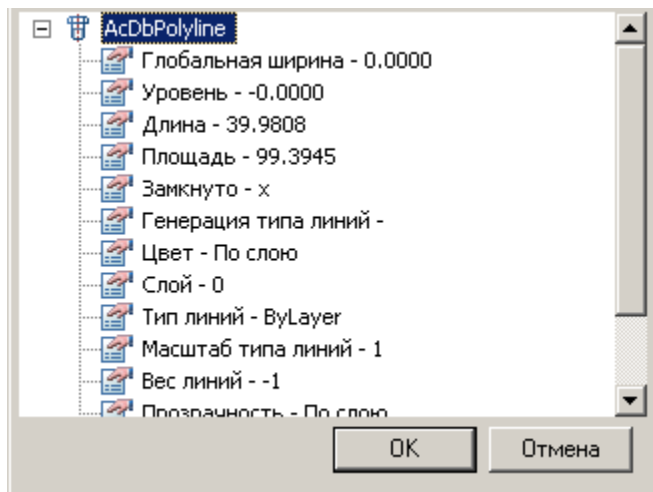 AcDbPolyline
Глобальная ширина - 0.0000
Уровень - -0.0000
Длина - 39.9808
Площадь - 99.3945
Замкнуто - x
Генерация типа линий -
Цвет - По слою
Слой - 0
Тип линий - ByLayer
Масштаб типа линий - 1
Вес линий - -1
Прозрачность - По слою
OK Отмена